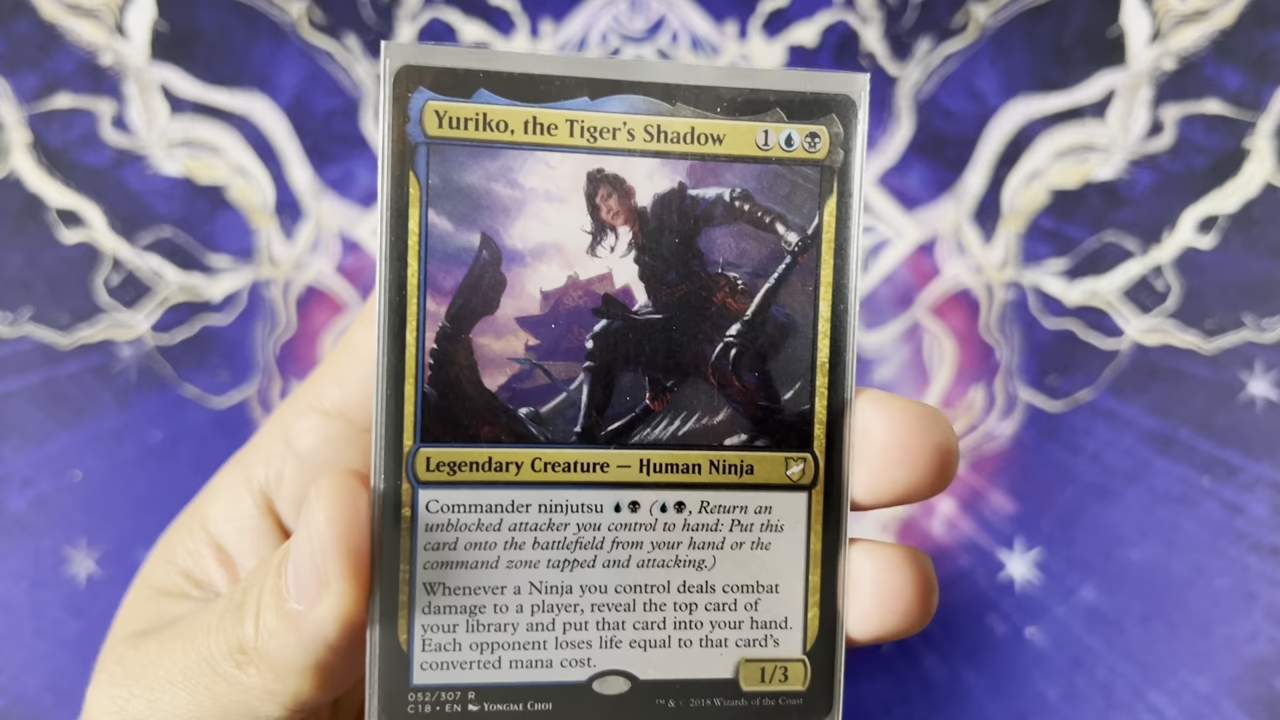 Yuriko, the Tiger's Shadow 1
Legendary Creature — Human Ninja
Commander ninjutsu (, Return an
unblocked attacker you control to hand: Put this
card onto the battlefield from your hand or the
command zone tapped and attacking.)
Whenever a Ninja you control deals combat
damage to a player, reveal the top card of
your library and put that card into your hand.
Each opponent loses life equal to that card's
converted mana cost.
1/3
052/307 R
C18 • EN YONGJAE CHOI
™ & © 2018 Wizards of the Coast